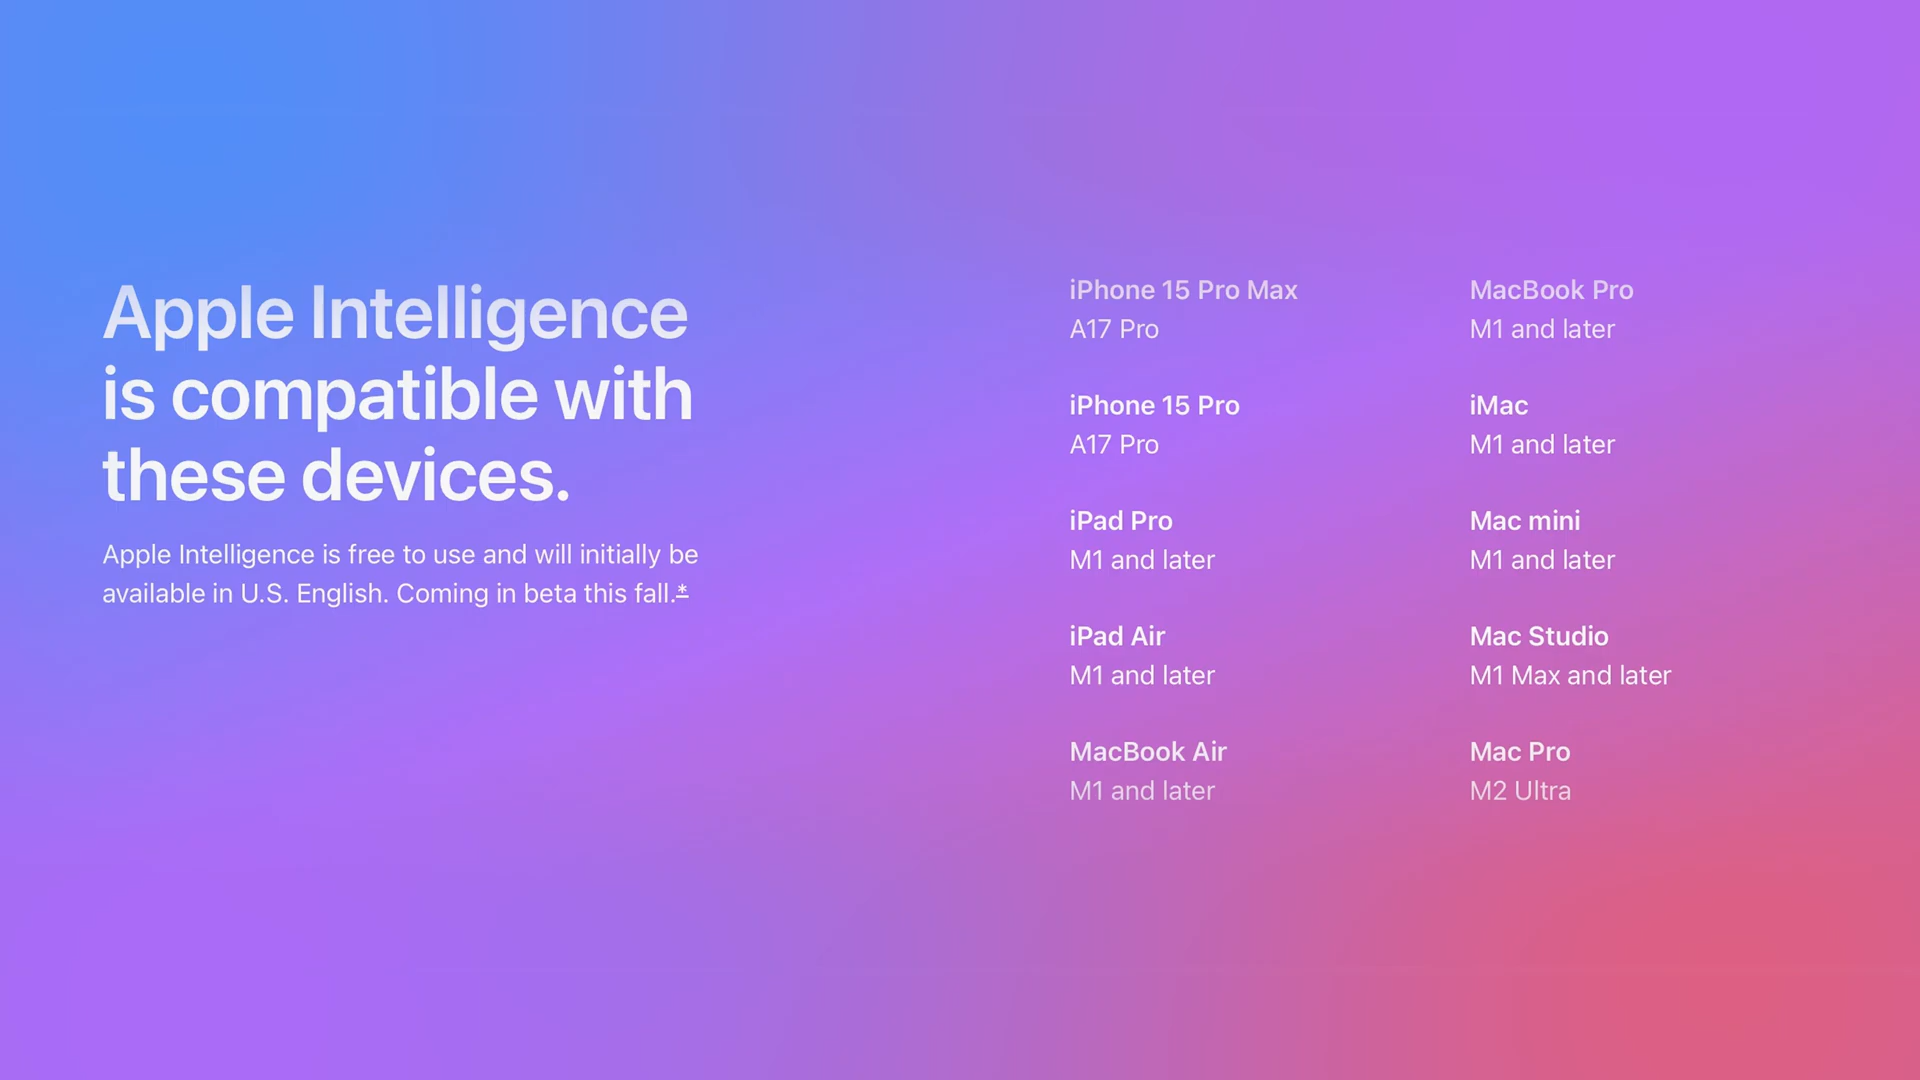 Apple Intelligence
is compatible with
these devices.
Apple Intelligence is free to use and will initially be
available in U.S. English. Coming in beta this fall.*
iPhone 15 Pro Max
A17 Pro
iPhone 15 Pro
A17 Pro
iPad Pro
M1 and later
iPad Air
M1 and later
MacBook Air
M1 and later
MacBook Pro
M1 and later
iMac
M1 and later
Mac mini
M1 and later
Mac Studio
M1 Max and later
Mac Pro
M2 Ultra